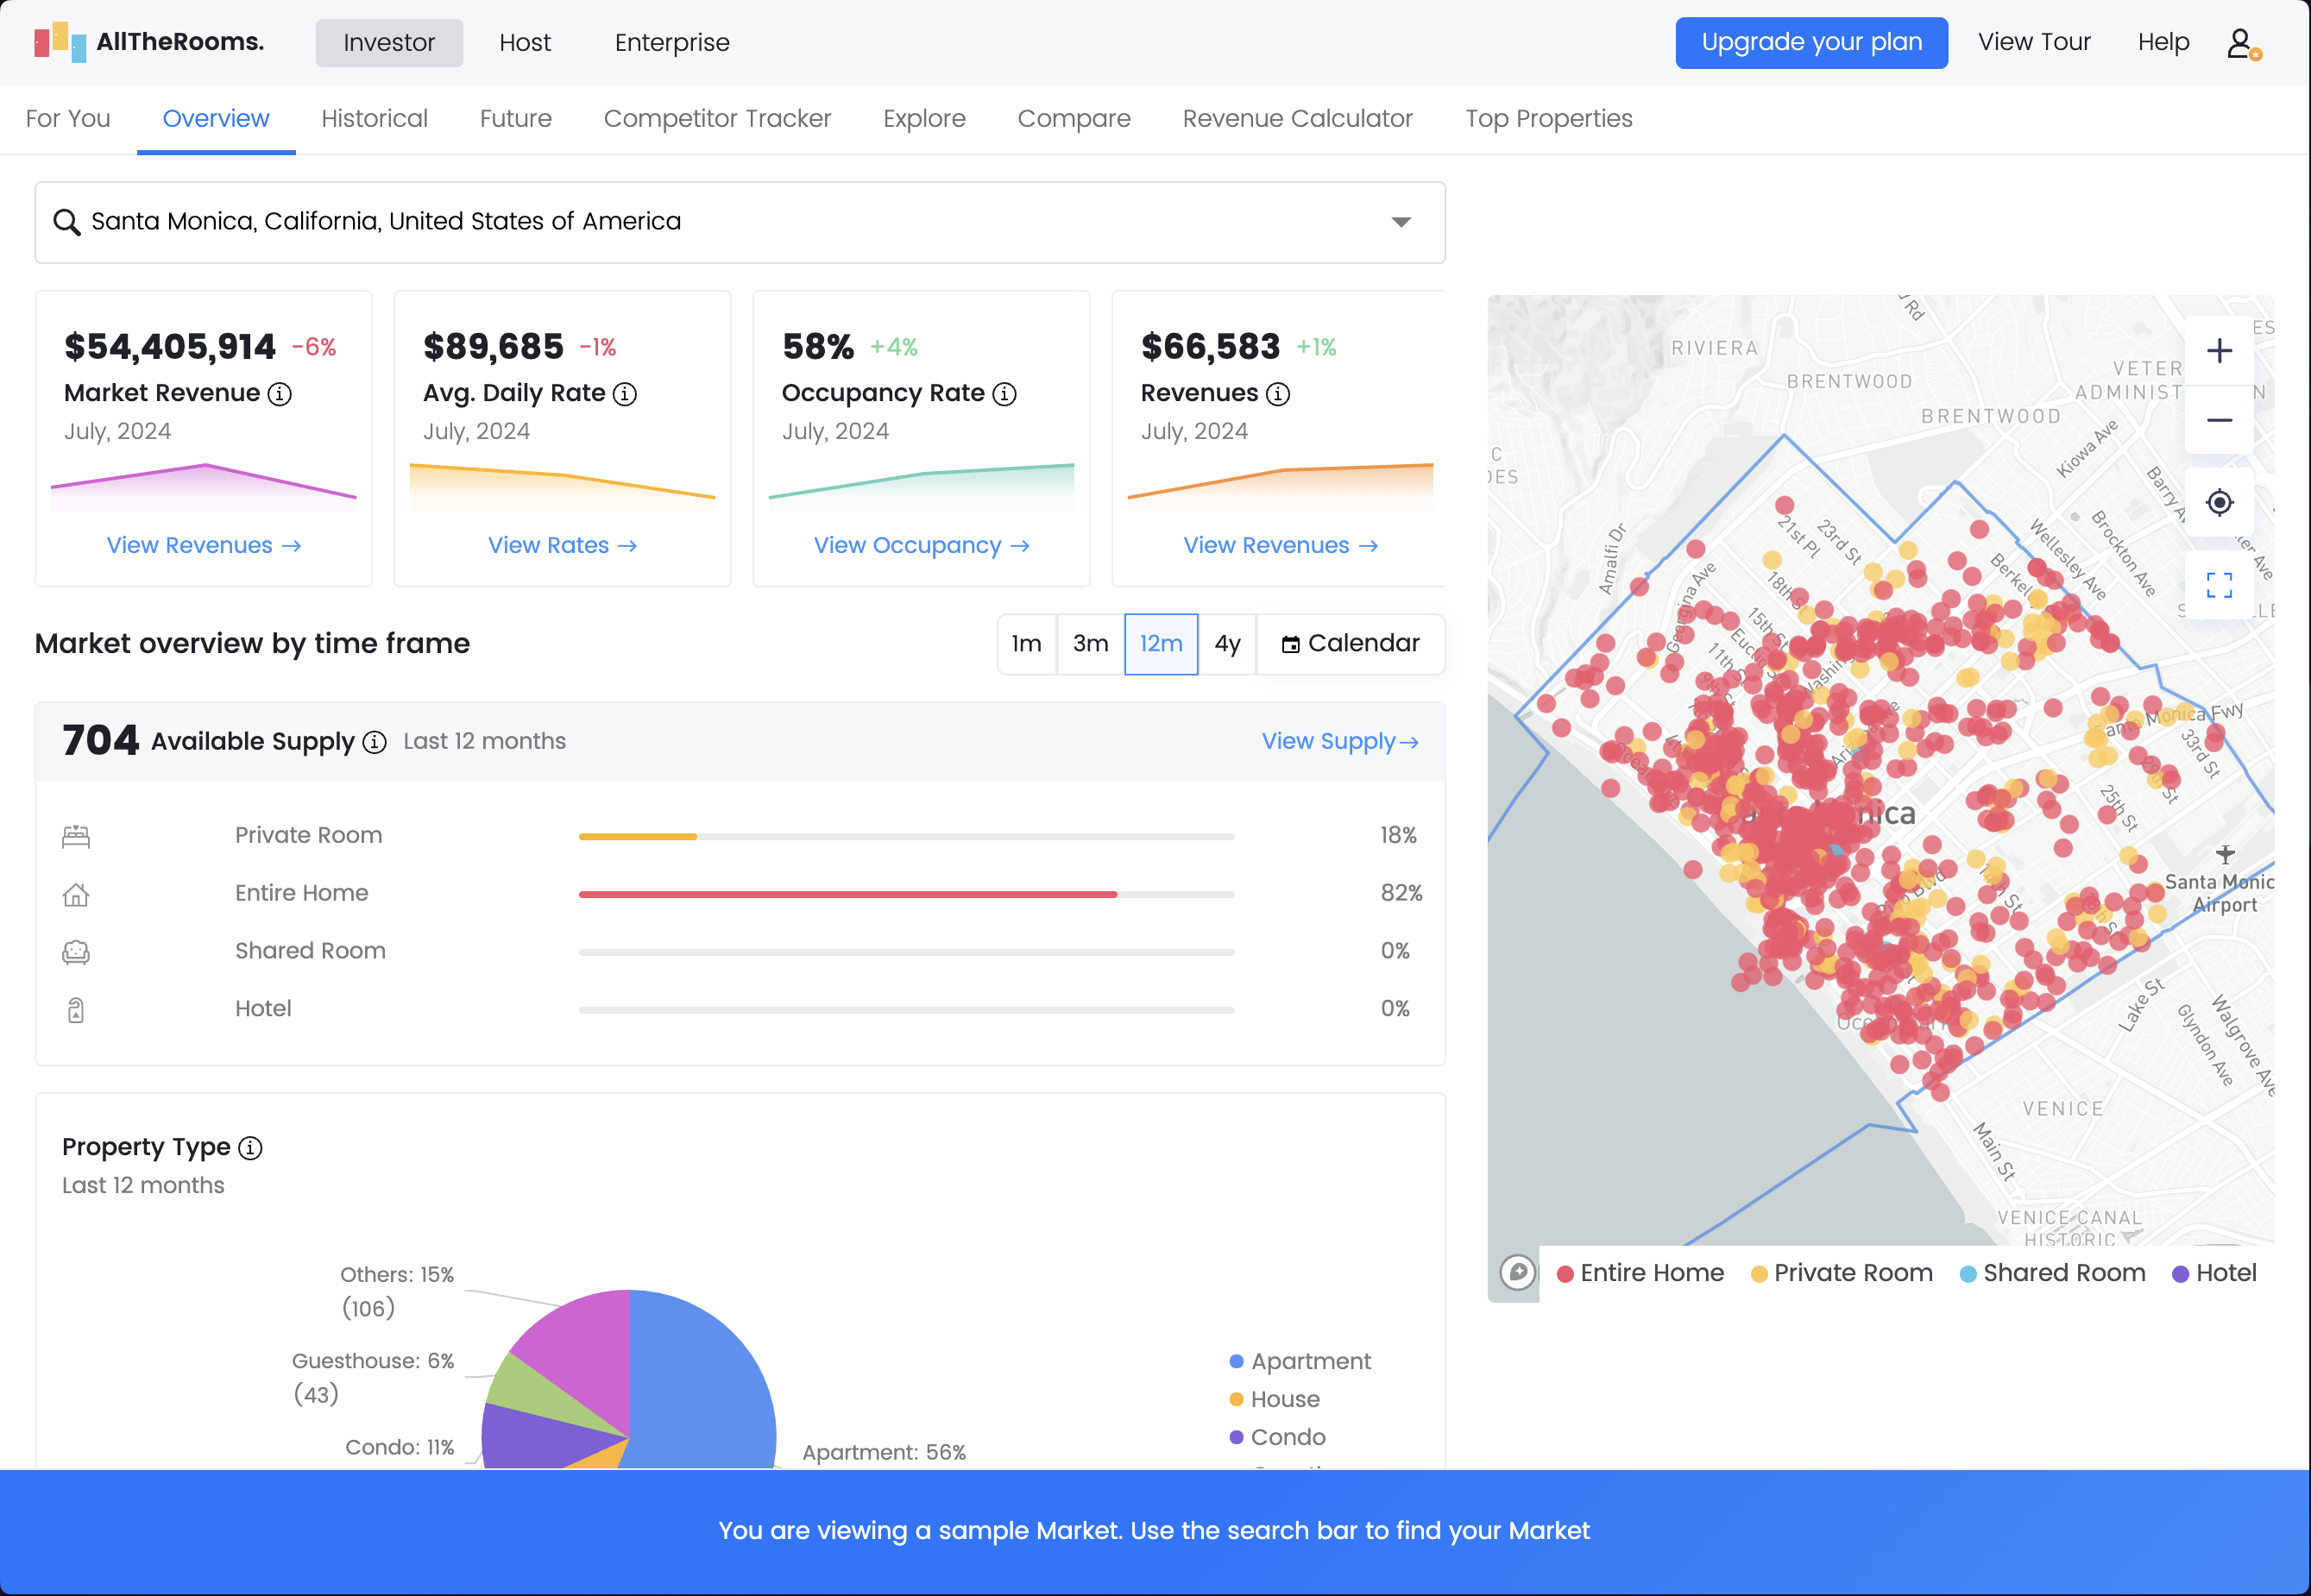 AllTheRooms. Investor Host Enterprise Upgrade your plan View Tour Help
For You Overview Historical Future Competitor Tracker Explore Compare Revenue Calculator Top Properties
Santa Monica, California, United States of America
$54,405,914 -6%
Market Revenue
July, 2024
View Revenues →
$89,685 -1%
Avg. Daily Rate
July, 2024
View Rates →
58% +4%
Occupancy Rate
July, 2024
View Occupancy →
$66,583 +1%
Revenues
July, 2024
View Revenues →
Market overview by time frame
1m 3m 12m 4y Calendar
704 Available Supply Last 12 months View Supply→
Private Room 18%
Entire Home 82%
Shared Room 0%
Hotel 0%
Property Type
Last 12 months
Others: 15%
(106)
Guesthouse: 6%
(43)
Condo: 11%
Apartment: 56%
Apartment
House
Condo
RIVIERA
BRENTWOOD
BRENTWOOD
Kiowa Ave
Amalfi Dr
21st Pl
23rd St
Wellesley Ave
Brockton Ave
Georgina Ave
18th S
15th St
Santa Monica Fwy
33rd St
25th St
Santa Monic
Airport
Lake St
Glyndon Ave
Walgrove Ave
VENICE
Main St
VENICE CANAL
HISTORIC
Entire Home Private Room Shared Room Hotel
You are viewing a sample Market. Use the search bar to find your Market